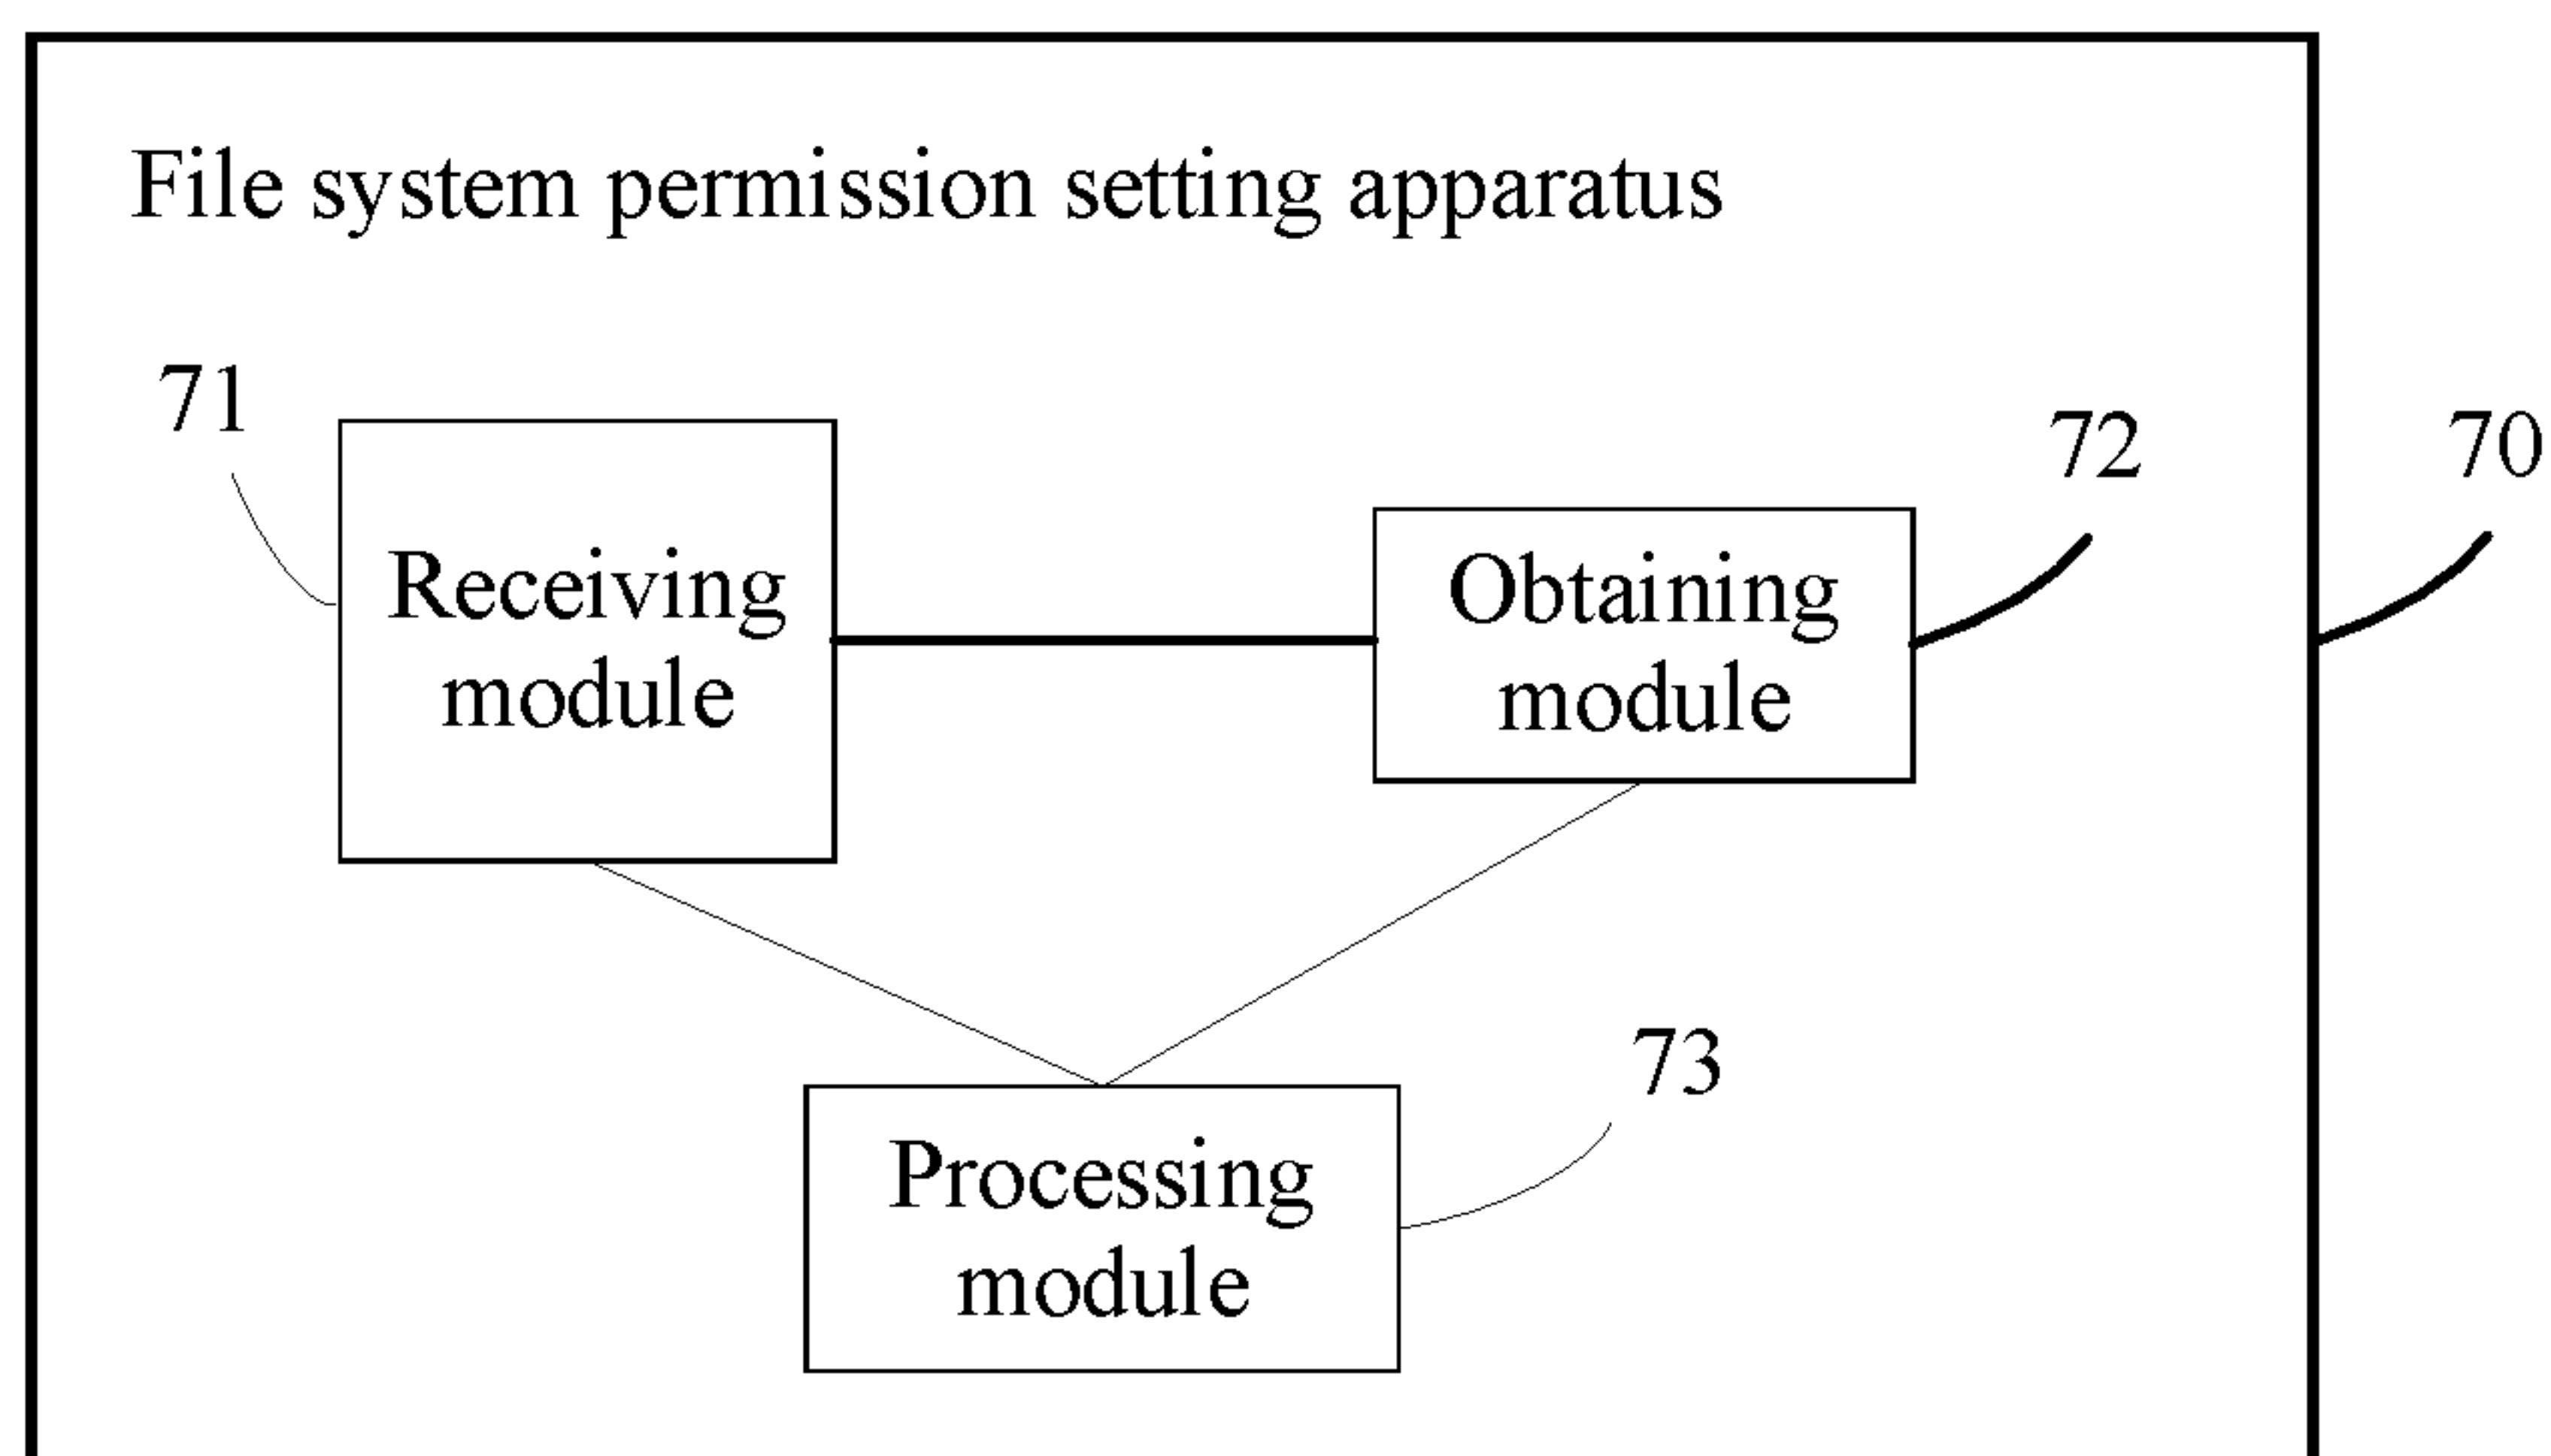 File system permission setting apparatus
71
72
70
Receiving
module
Obtaining
module
73
Processing
module